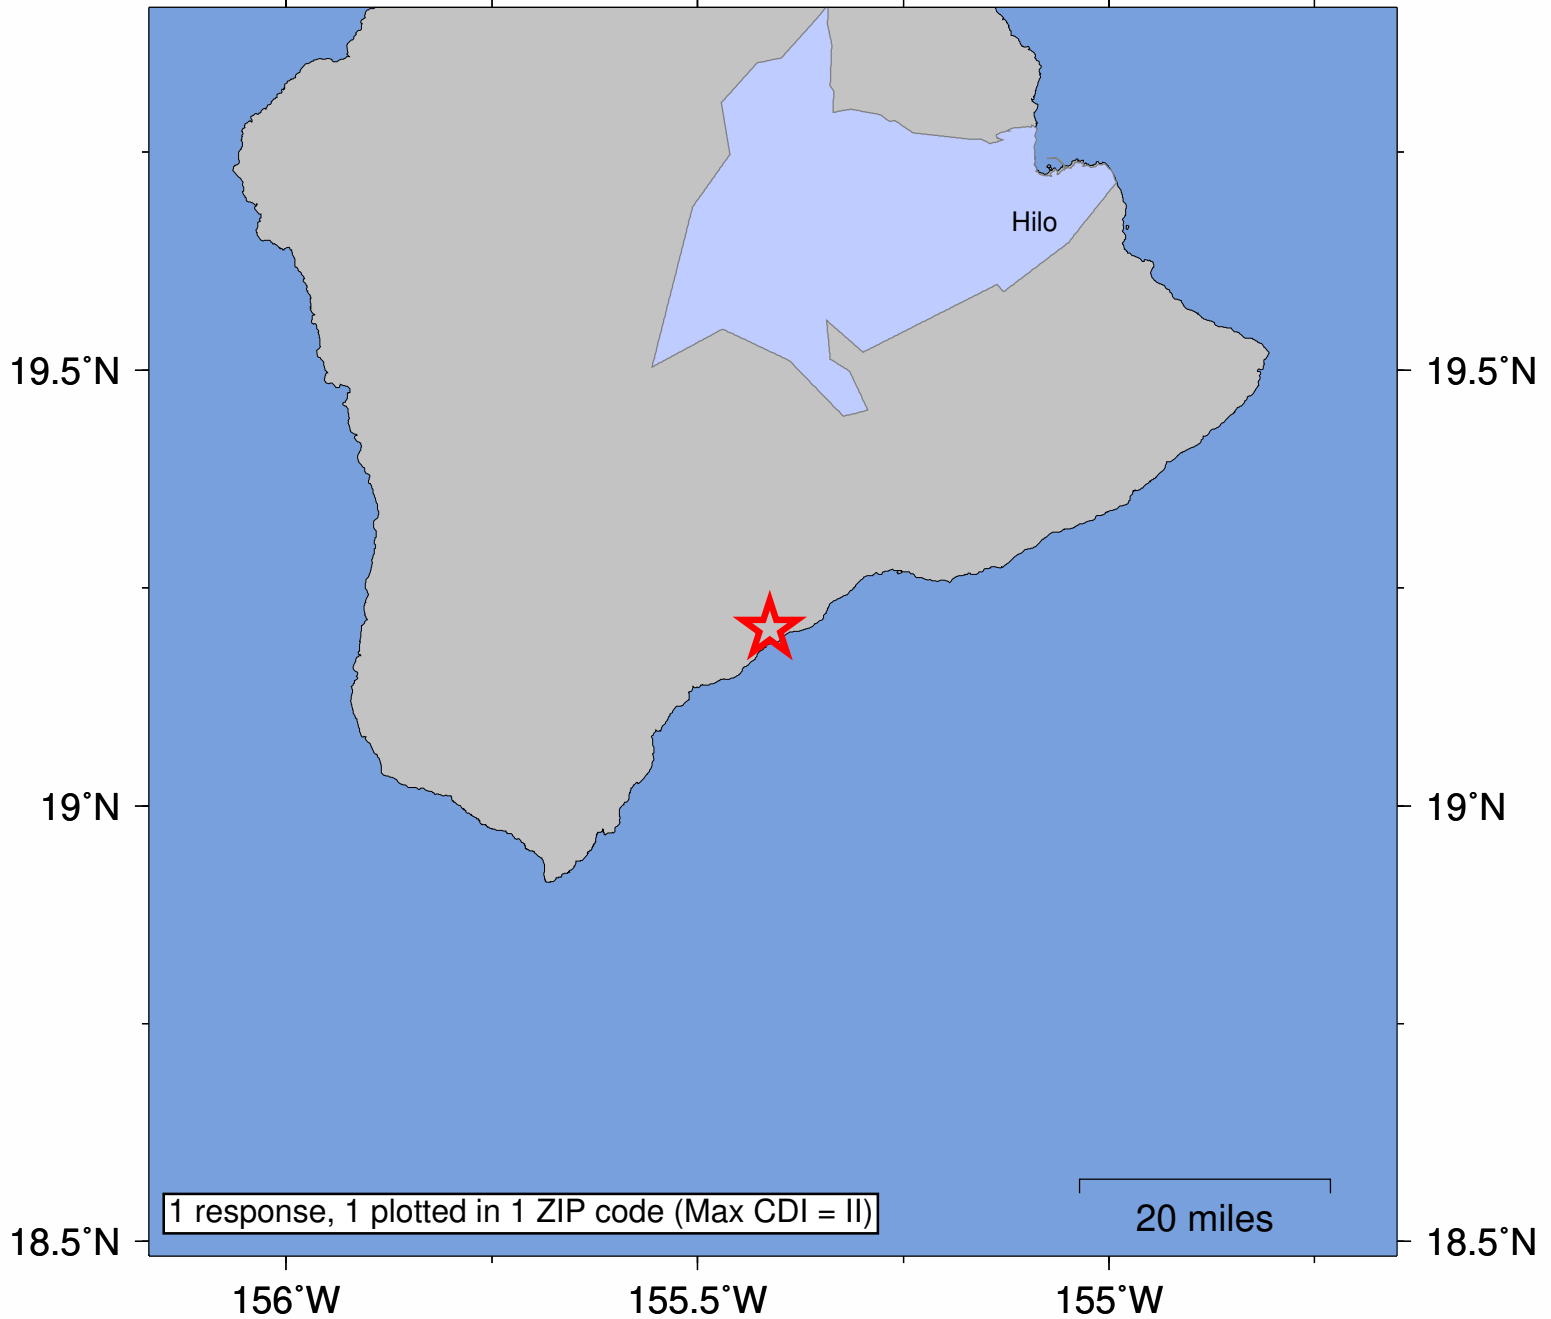 Hilo
19.5˚N
19.5˚N
19˚N
19˚N
1 response, 1 plotted in 1 ZIP code (Max CDI = II)
20 miles
18.5˚N
18.5˚N
156˚W
155.5˚W
155˚W